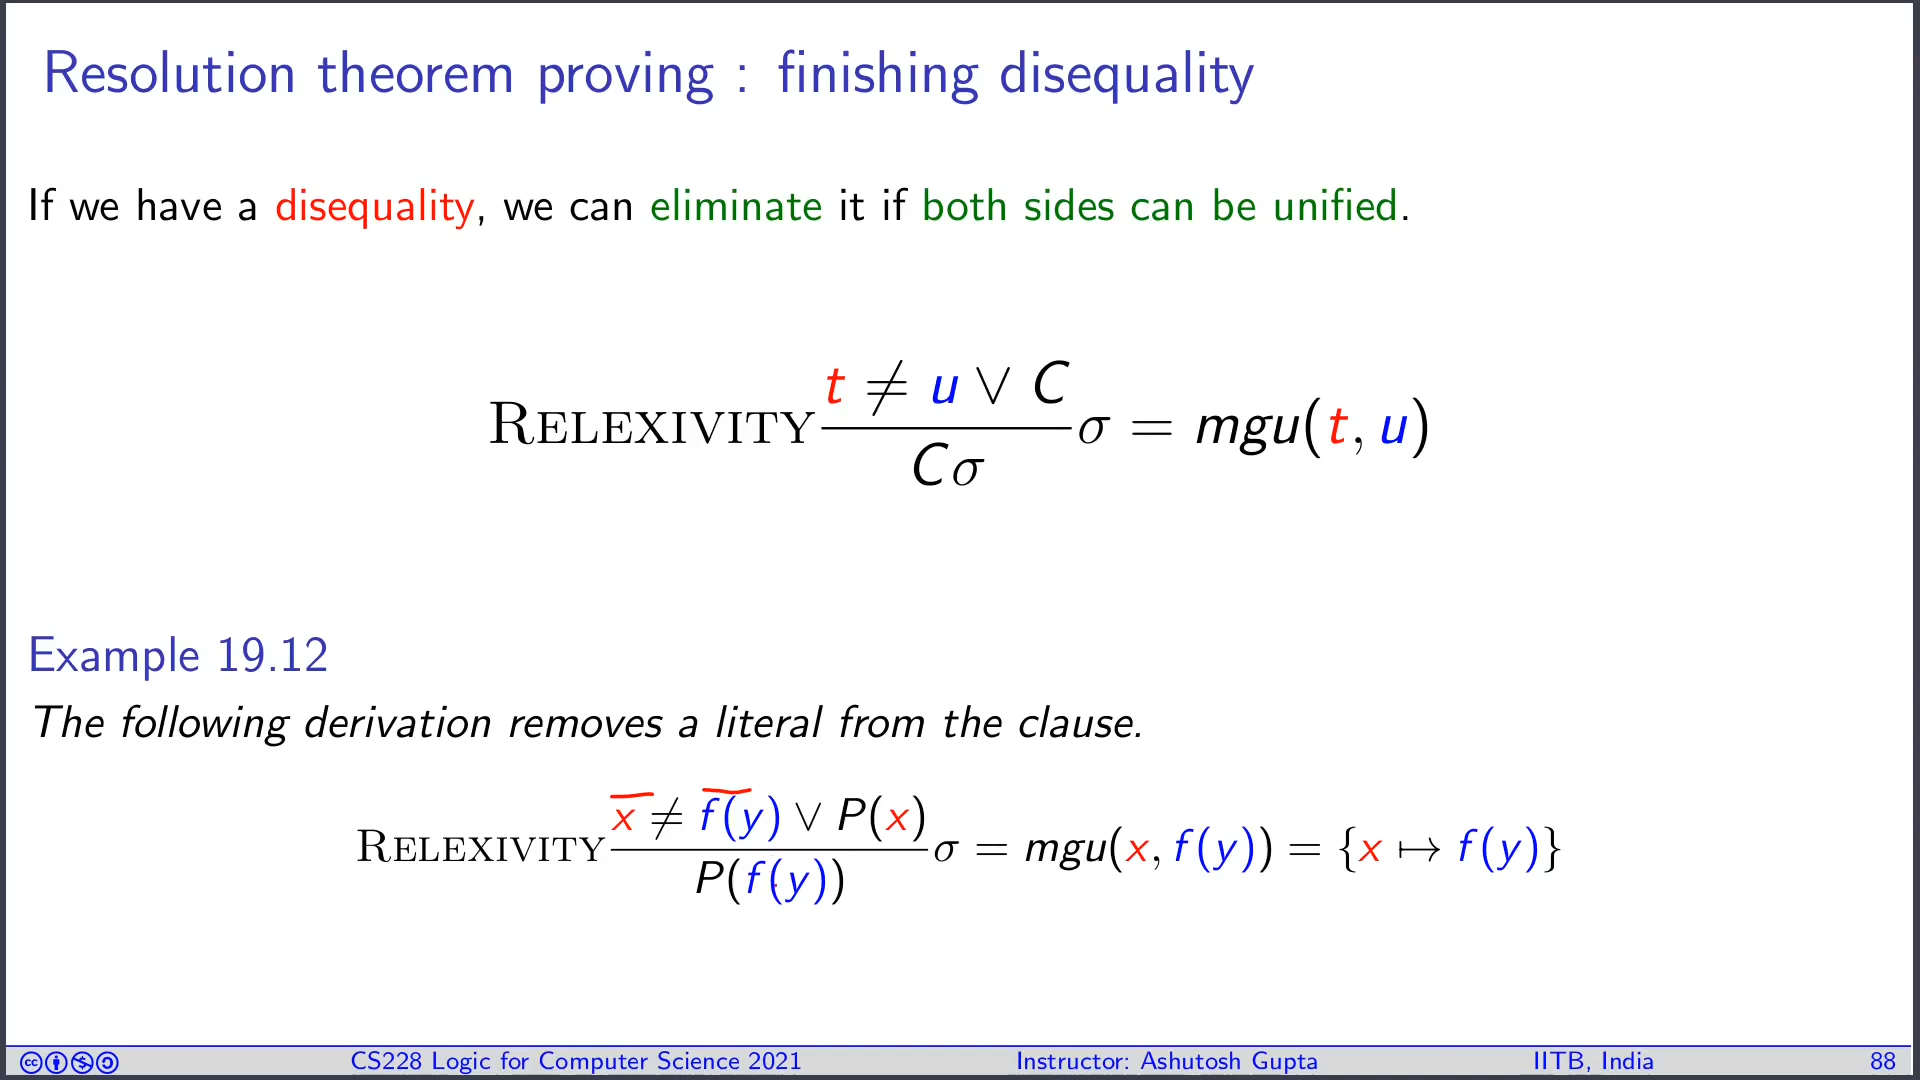 Resolution theorem proving : finishing disequality
If we have a disequality, we can eliminate it if both sides can be unified.
RELEXIVITY t ≠ u ∨ C / Cσ σ = mgu(t, u)
Example 19.12
The following derivation removes a literal from the clause.
RELEXIVITY x ≠ f(y) ∨ P(x) / P(f(y)) σ = mgu(x, f(y)) = {x ↦ f(y)}
CS228 Logic for Computer Science 2021 Instructor: Ashutosh Gupta IITB, India 88